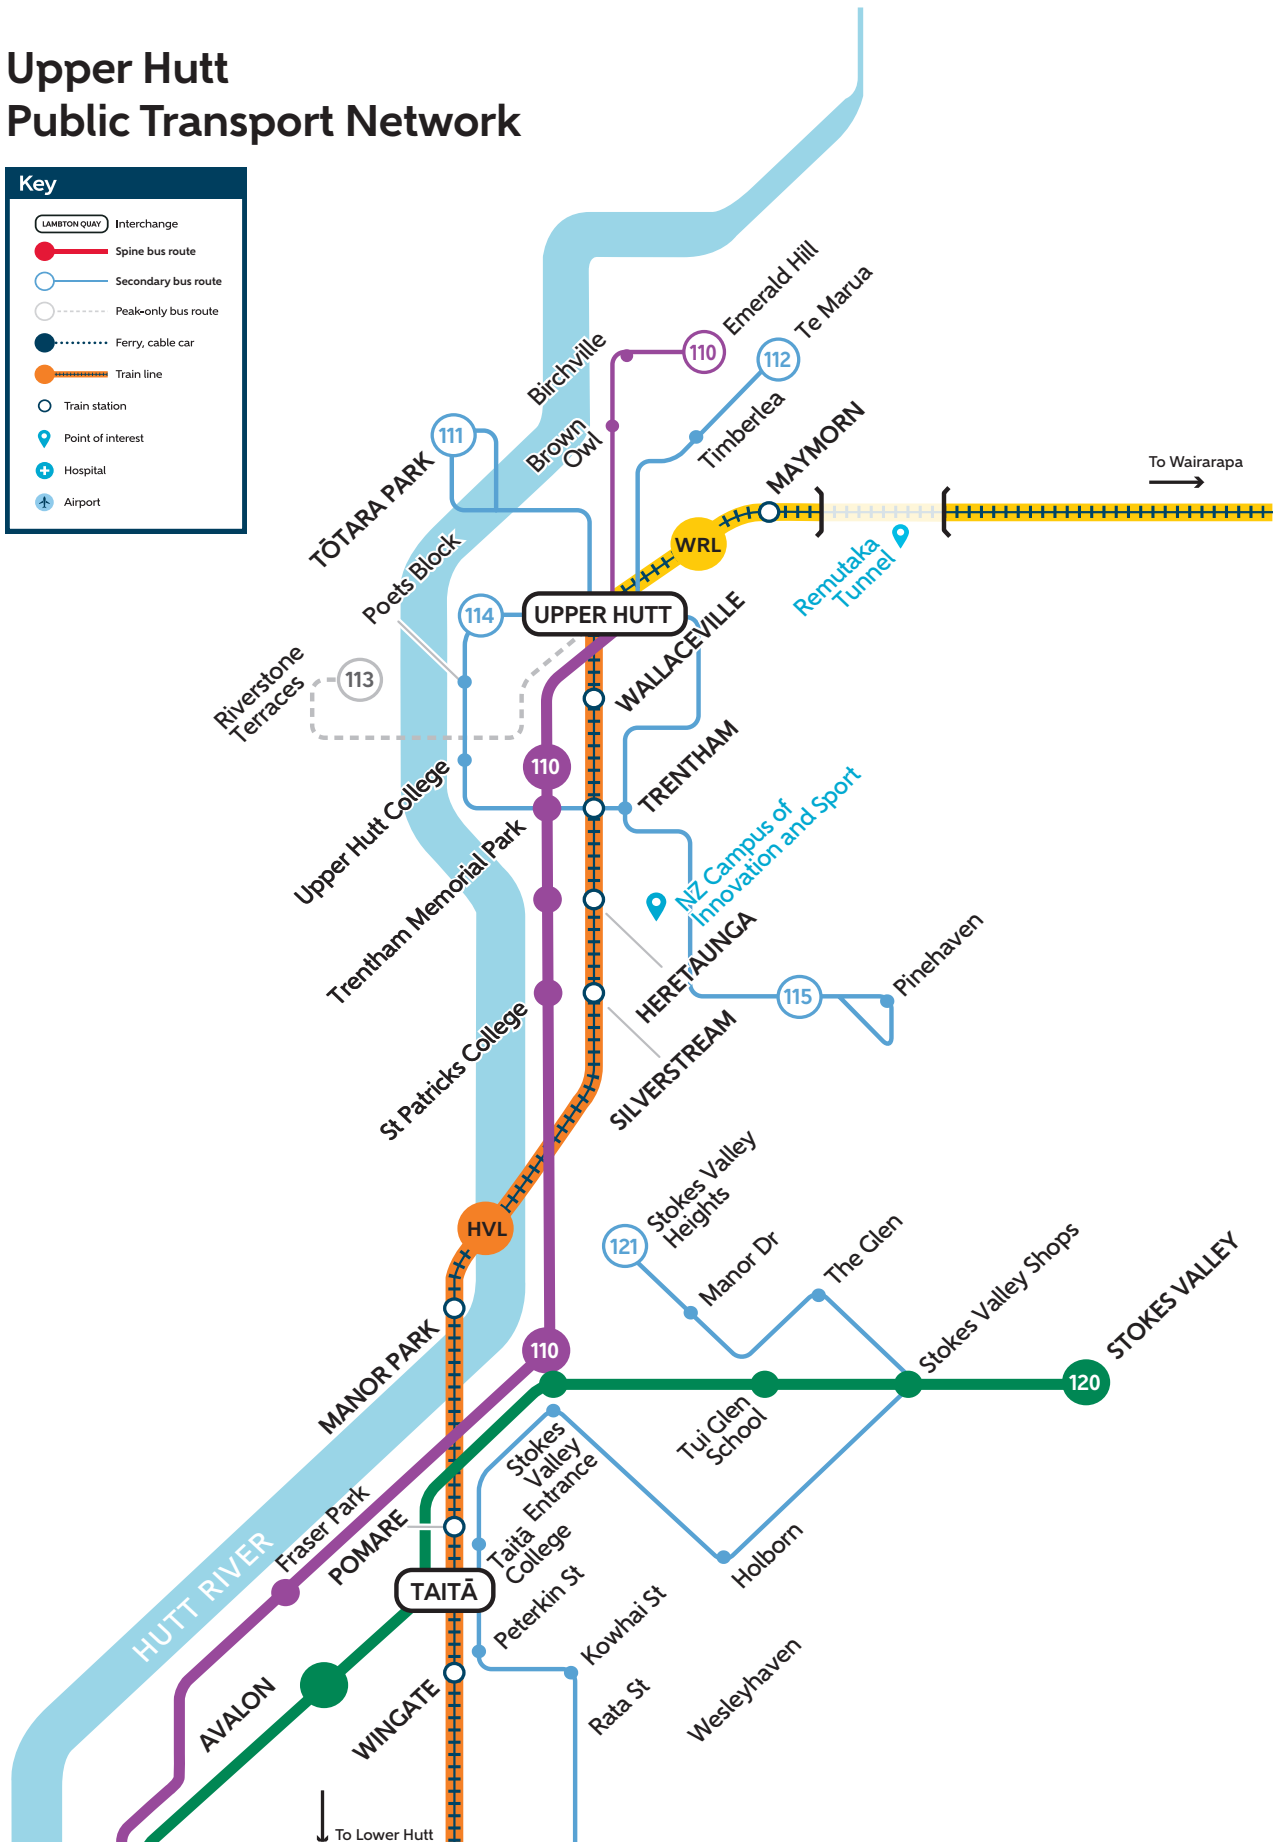 Upper Hutt
Public Transport Network
Key
LAMBTON QUAY
Interchange
Spine bus route
Secondary bus route
Peak-only bus route
Ferry, cable car
Train line
Train station
Point of interest
Hospital
Airport
Emerald Hill
110
Te Marua
112
Birchville
Timberlea
Brown
Owl
111
TŌTARA PARK
MAYMORN
To Wairarapa
WRL
Remutaka
Tunnel
Poets Block
114
UPPER HUTT
WALLACEVILLE
Riverstone
Terraces
113
110
TRENTHAM
Upper Hutt College
Trentham Memorial Park
NZ Campus of
Innovation and Sport
HERETAUNGA
115
Pinehaven
St Patricks College
SILVERSTREAM
HVL
121
Stokes Valley
Heights
Manor Dr
The Glen
Stokes Valley Shops
STOKES VALLEY
120
MANOR PARK
110
Tui Glen
School
Stokes
Valley
Entrance
Fraser Park
POMARE
Taitā
College
Holborn
HUTT RIVER
TAITĀ
Peterkin St
Kowhai St
Rata St
Wesleyhaven
AVALON
WINGATE
To Lower Hutt